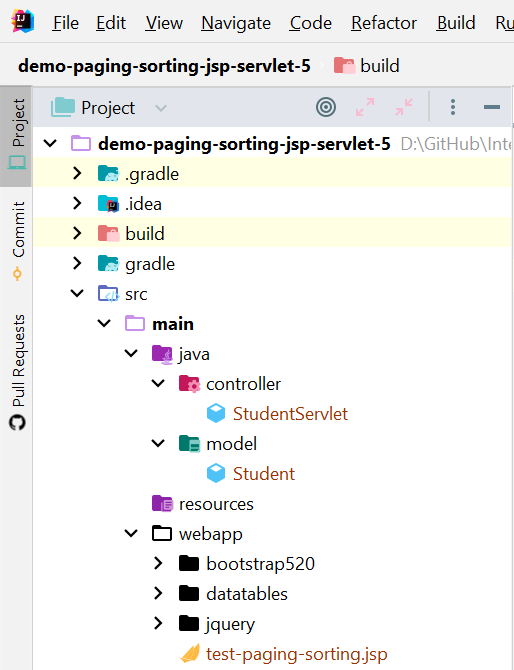 File Edit View Navigate Code Refactor Build Ru
demo-paging-sorting-jsp-servlet-5 build
Project
Project
Commit
Pull Requests
demo-paging-sorting-jsp-servlet-5 D:\GitHub\Inte
.gradle
.idea
build
gradle
src
main
java
controller
StudentServlet
model
Student
resources
webapp
bootstrap520
datatables
jquery
test-paging-sorting.jsp